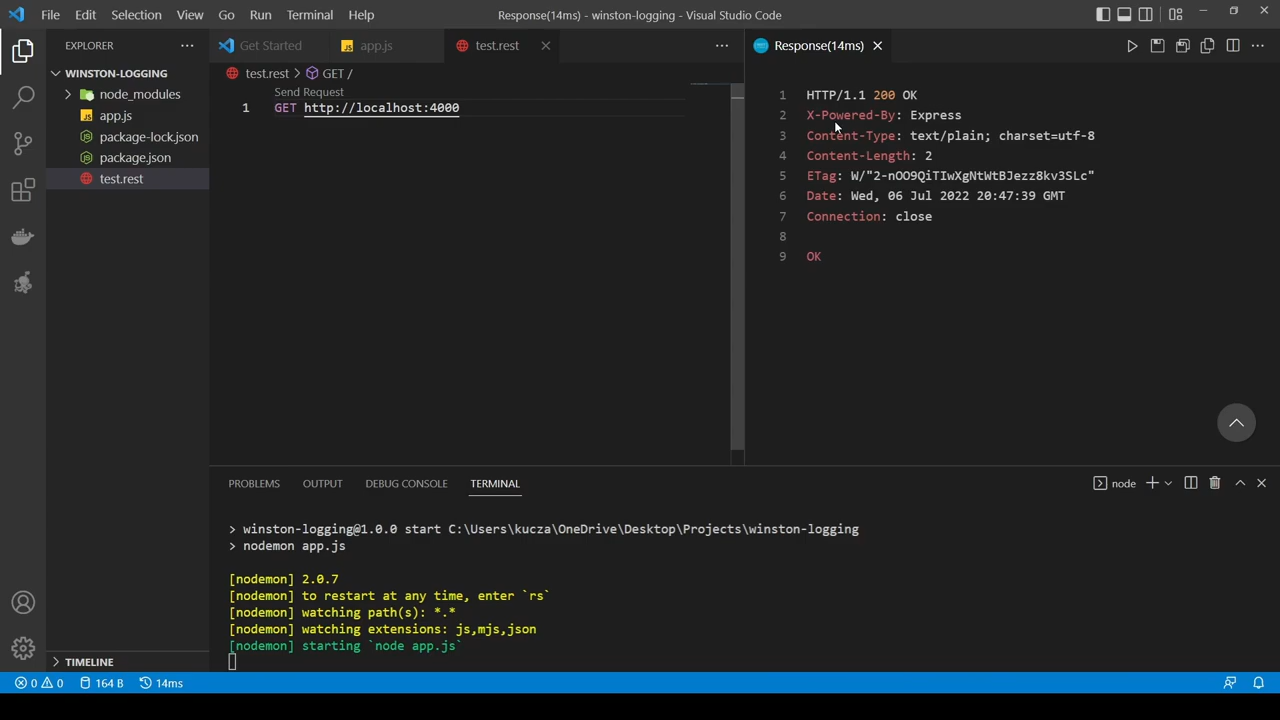 File Edit Selection View Go Run Terminal Help
Response(14ms) - winston-logging - Visual Studio Code
EXPLORER
WINSTON-LOGGING
node_modules
app.js
package-lock.json
package.json
test.rest
TIMELINE
Get Started
app.js
test.rest
test.rest > GET /
Send Request
1 GET http://localhost:4000
Response(14ms)
1 HTTP/1.1 200 OK
2 X-Powered-By: Express
3 Content-Type: text/plain; charset=utf-8
4 Content-Length: 2
5 ETag: W/"2-nOO9QiTIwXgNtWtBJezz8kv3SLc"
6 Date: Wed, 06 Jul 2022 20:47:39 GMT
7 Connection: close
8
9 OK
PROBLEMS OUTPUT DEBUG CONSOLE TERMINAL
node
> winston-logging@1.0.0 start C:\Users\kucza\OneDrive\Desktop\Projects\winston-logging
> nodemon app.js
[nodemon] 2.0.7
[nodemon] to restart at any time, enter `rs`
[nodemon] watching path(s): *.*
[nodemon] watching extensions: js,mjs,json
[nodemon] starting `node app.js`
0 0 164 B 14ms